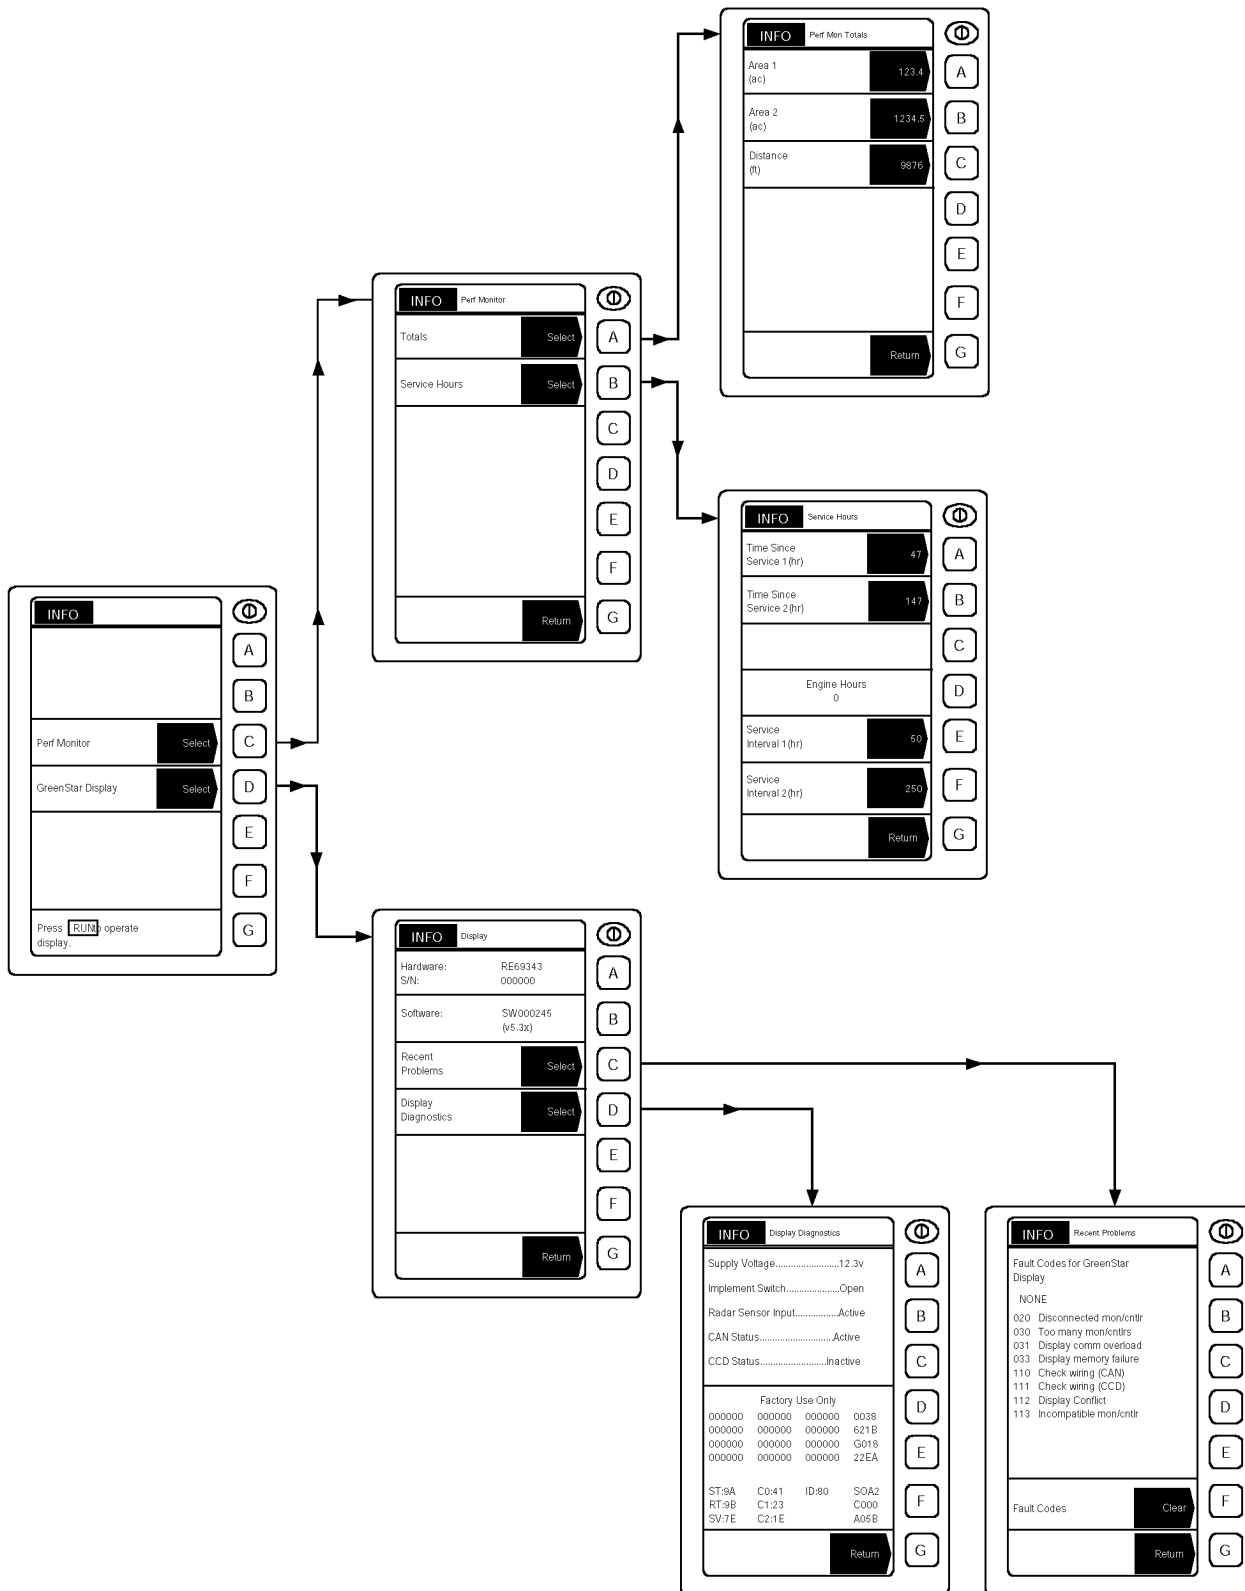 INFO Perf Mon Totals
Area 1
(ac)
123.4
A
Area 2
(ac)
1234.5
B
Distance
(ft)
9876
C
D
E
F
Return
G
INFO Perf Monitor
Totals Select
A
Service Hours Select
B
C
D
E
F
Return
G
INFO Service Hours
Time Since
Service 1 (hr)
47
A
Time Since
Service 2 (hr)
147
B
C
Engine Hours
0
D
Service
Interval 1 (hr)
50
E
Service
Interval 2 (hr)
250
F
Return
G
INFO
A
B
Perf Monitor Select
C
GreenStar Display Select
D
E
F
Press RUN to operate
display.
G
INFO Display
Hardware: RE69343
S/N: 000000
A
Software: SW000245
(v5.3x)
B
Recent
Problems
Select
C
Display
Diagnostics
Select
D
E
F
Return
G
INFO Display Diagnostics
Supply Voltage........................12.3v
Implement Switch....................Open
Radar Sensor Input................Active
CAN Status............................Active
CCD Status.........................Inactive
Factory Use Only
000000 000000 000000 0038
000000 000000 000000 621B
000000 000000 000000 G018
000000 000000 000000 22EA
ST:9A C0:41 ID:80 SOA2
RT:9B C1:23 C000
SV:7E C2:1E A05B
Return
A
B
C
D
E
F
G
INFO Recent Problems
Fault Codes for GreenStar
Display
NONE
020 Disconnected mon/cntlr
030 Too many mon/cntlrs
031 Display comm overload
033 Display memory failure
110 Check wiring (CAN)
111 Check wiring (CCD)
112 Display Conflict
113 Incompatible mon/cntlr
Fault Codes Clear
Return
A
B
C
D
E
F
G